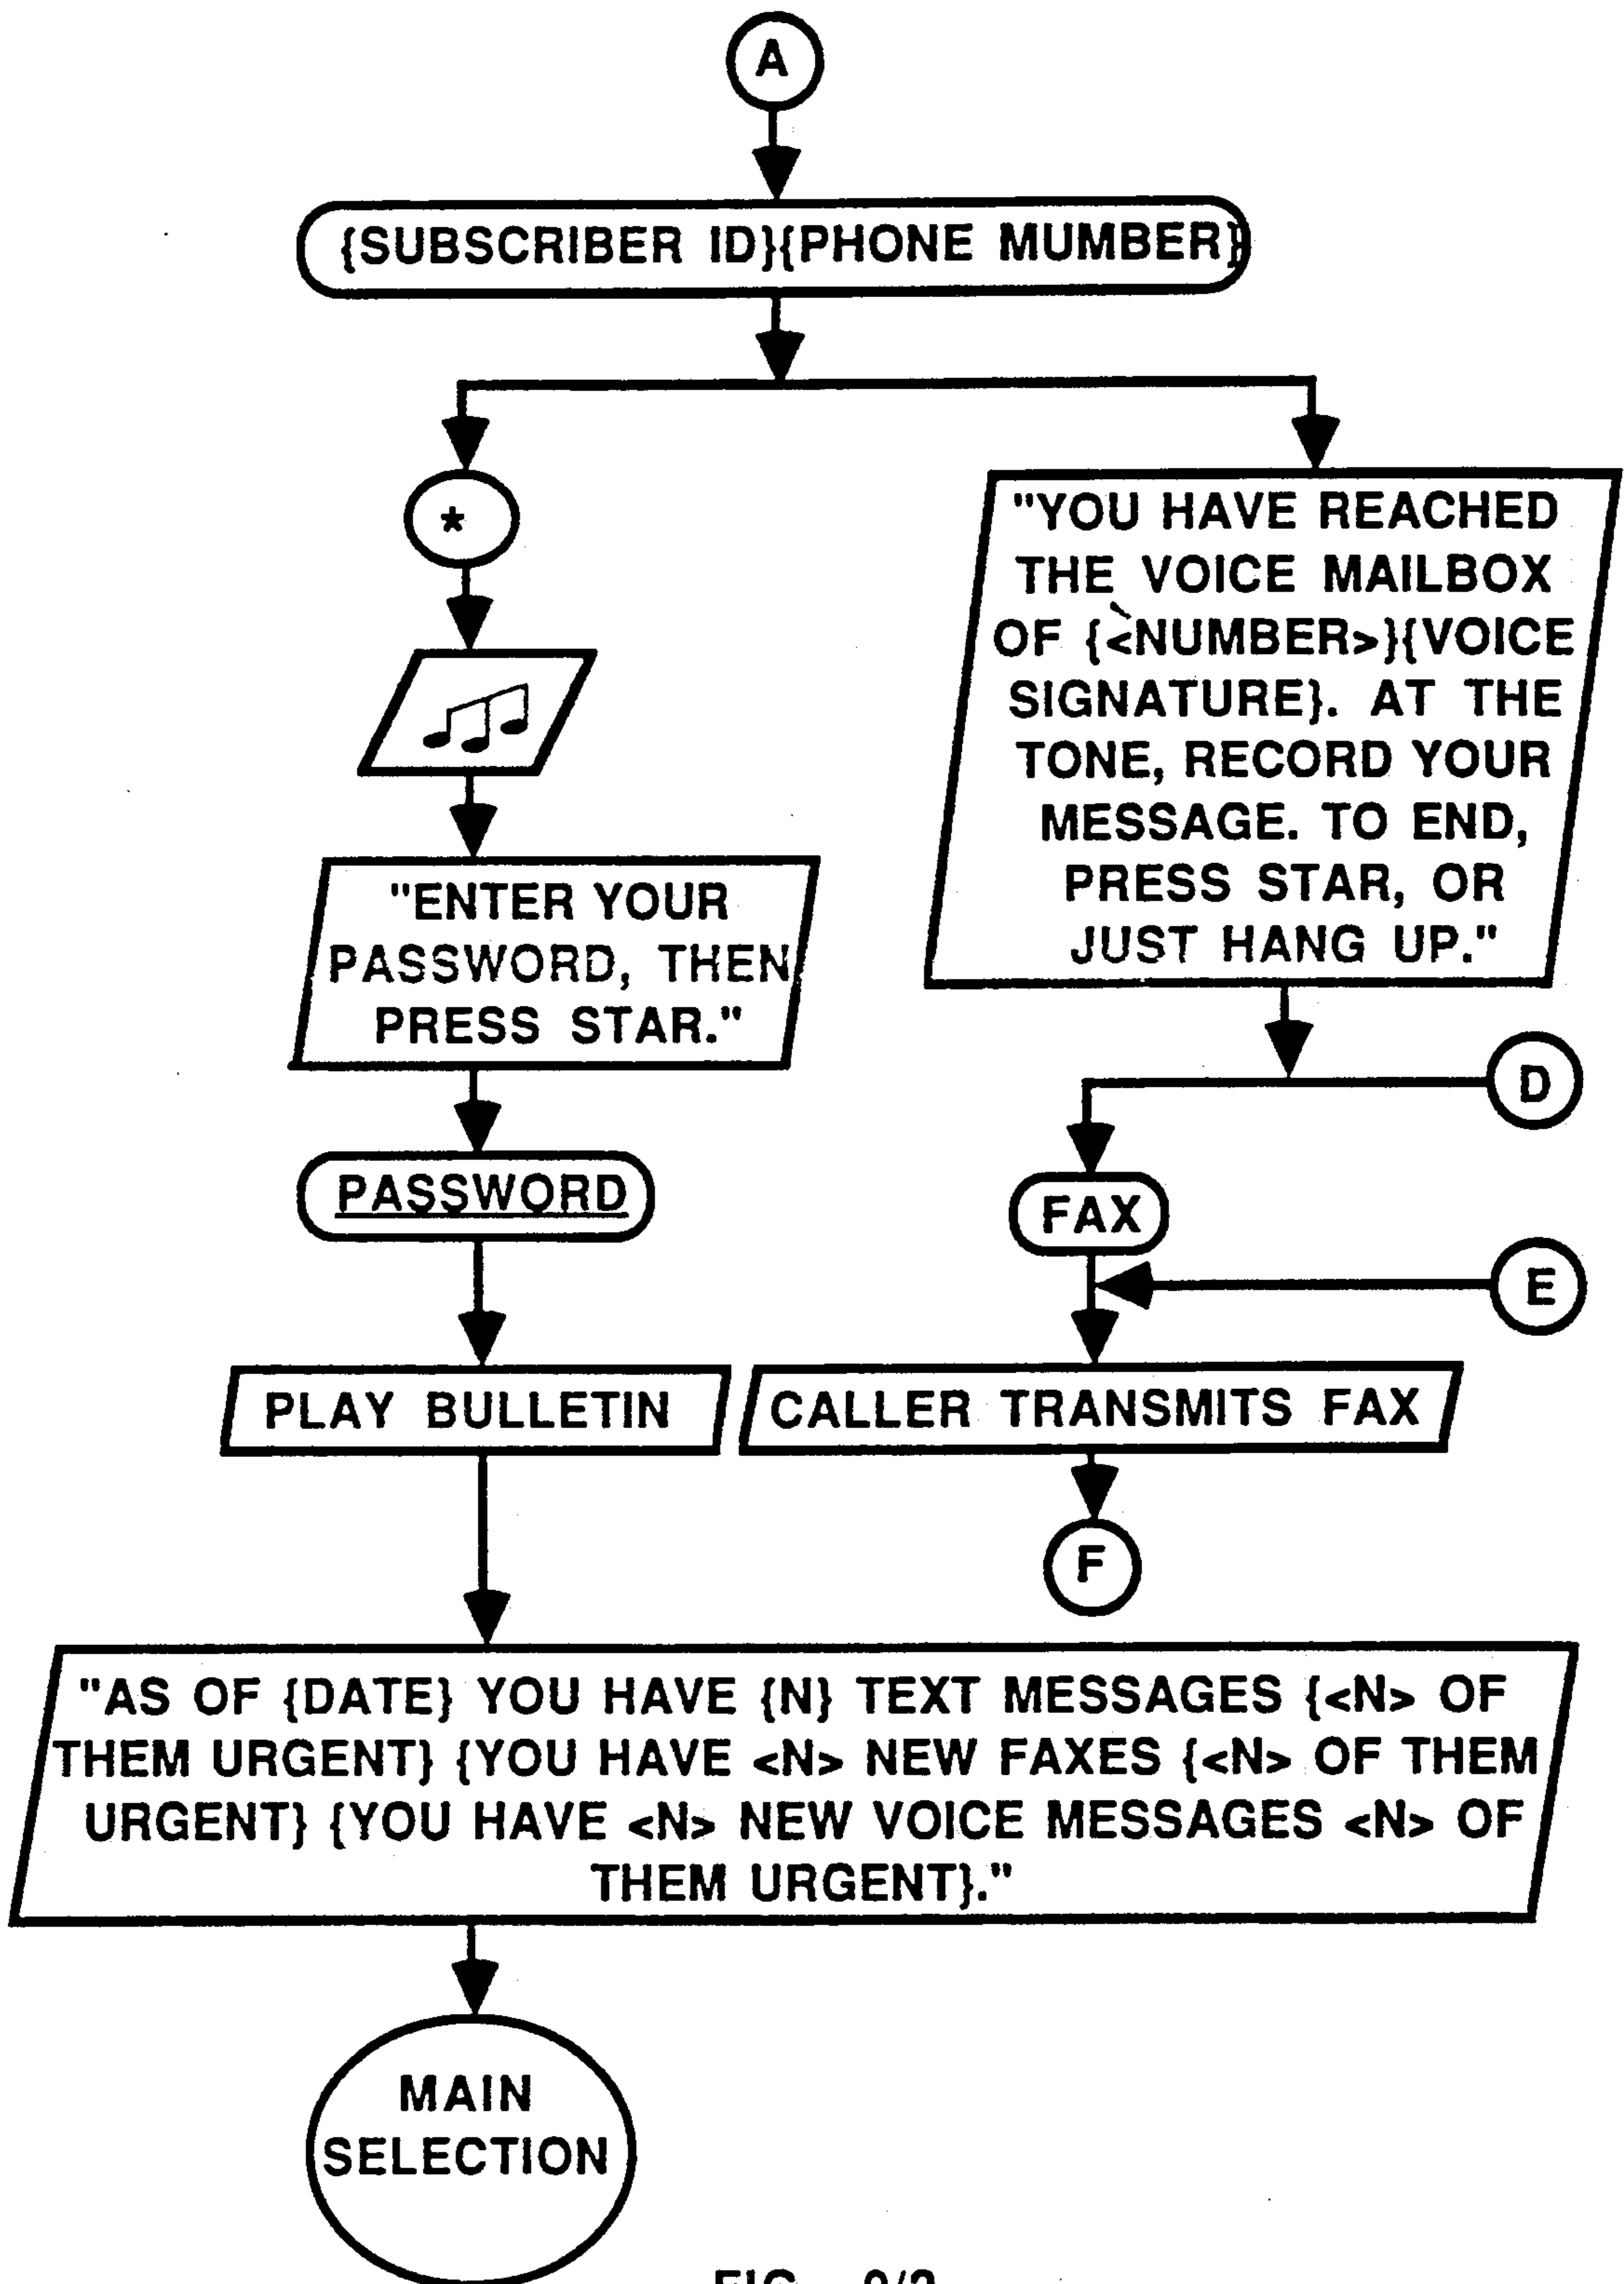 A
{SUBSCRIBER ID}{PHONE MUMBER}
*
"ENTER YOUR
PASSWORD, THEN
PRESS STAR."
PASSWORD
PLAY BULLETIN
"YOU HAVE REACHED
THE VOICE MAILBOX
OF {<NUMBER>}{VOICE
SIGNATURE}. AT THE
TONE, RECORD YOUR
MESSAGE. TO END,
PRESS STAR, OR
JUST HANG UP."
D
FAX
E
CALLER TRANSMITS FAX
F
"AS OF {DATE} YOU HAVE {N} TEXT MESSAGES {<N> OF
THEM URGENT} {YOU HAVE <N> NEW FAXES {<N> OF THEM
URGENT} {YOU HAVE <N> NEW VOICE MESSAGES <N> OF
THEM URGENT}."
MAIN
SELECTION
FIG.